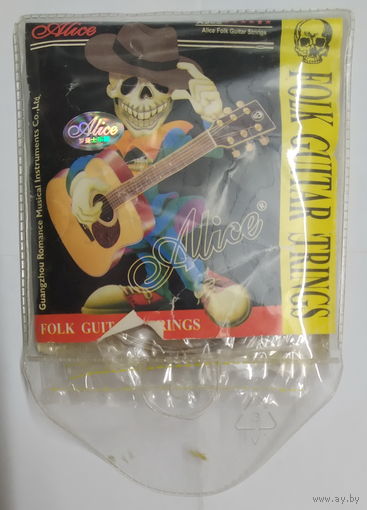 Alice
Alice Folk Guitar Strings
FOLK GUITAR STRINGS
Guangzhou Romance Musical Instruments Co.,Ltd
Alice
Alice®
FOLK GUI
RINGS
3
www.ay.by